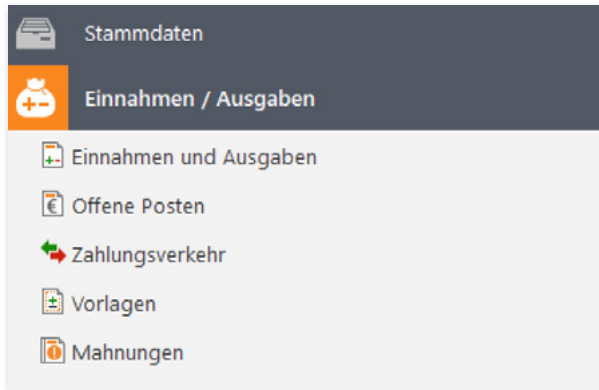 Stammdaten
Einnahmen / Ausgaben
Einnahmen und Ausgaben
Offene Posten
Zahlungsverkehr
Vorlagen
Mahnungen